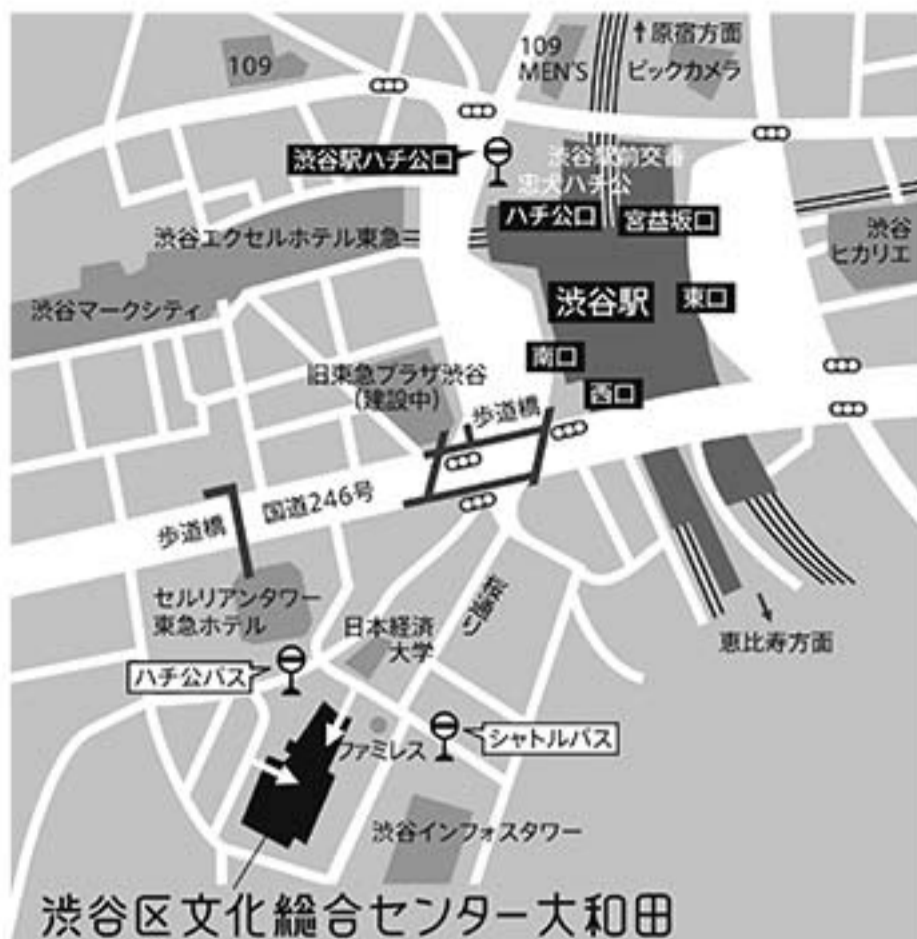 ↑原宿方面
109
MEN'S
ビックカメラ
109
渋谷駅ハチ公口
渋谷駅前交番
忠犬ハチ公
ハチ公口
宮益坂口
渋谷エクセルホテル東急
渋谷
ヒカリエ
渋谷マークシティ
渋谷駅
東口
南口
旧東急プラザ渋谷
(建設中)
西口
歩道橋
国道246号
歩道橋
セルリアンタワー
東急ホテル
日本経済
大学
桜通り
恵比寿方面
ハチ公バス
ファミレス
シャトルバス
渋谷インフォスタワー
渋谷区文化総合センター大和田